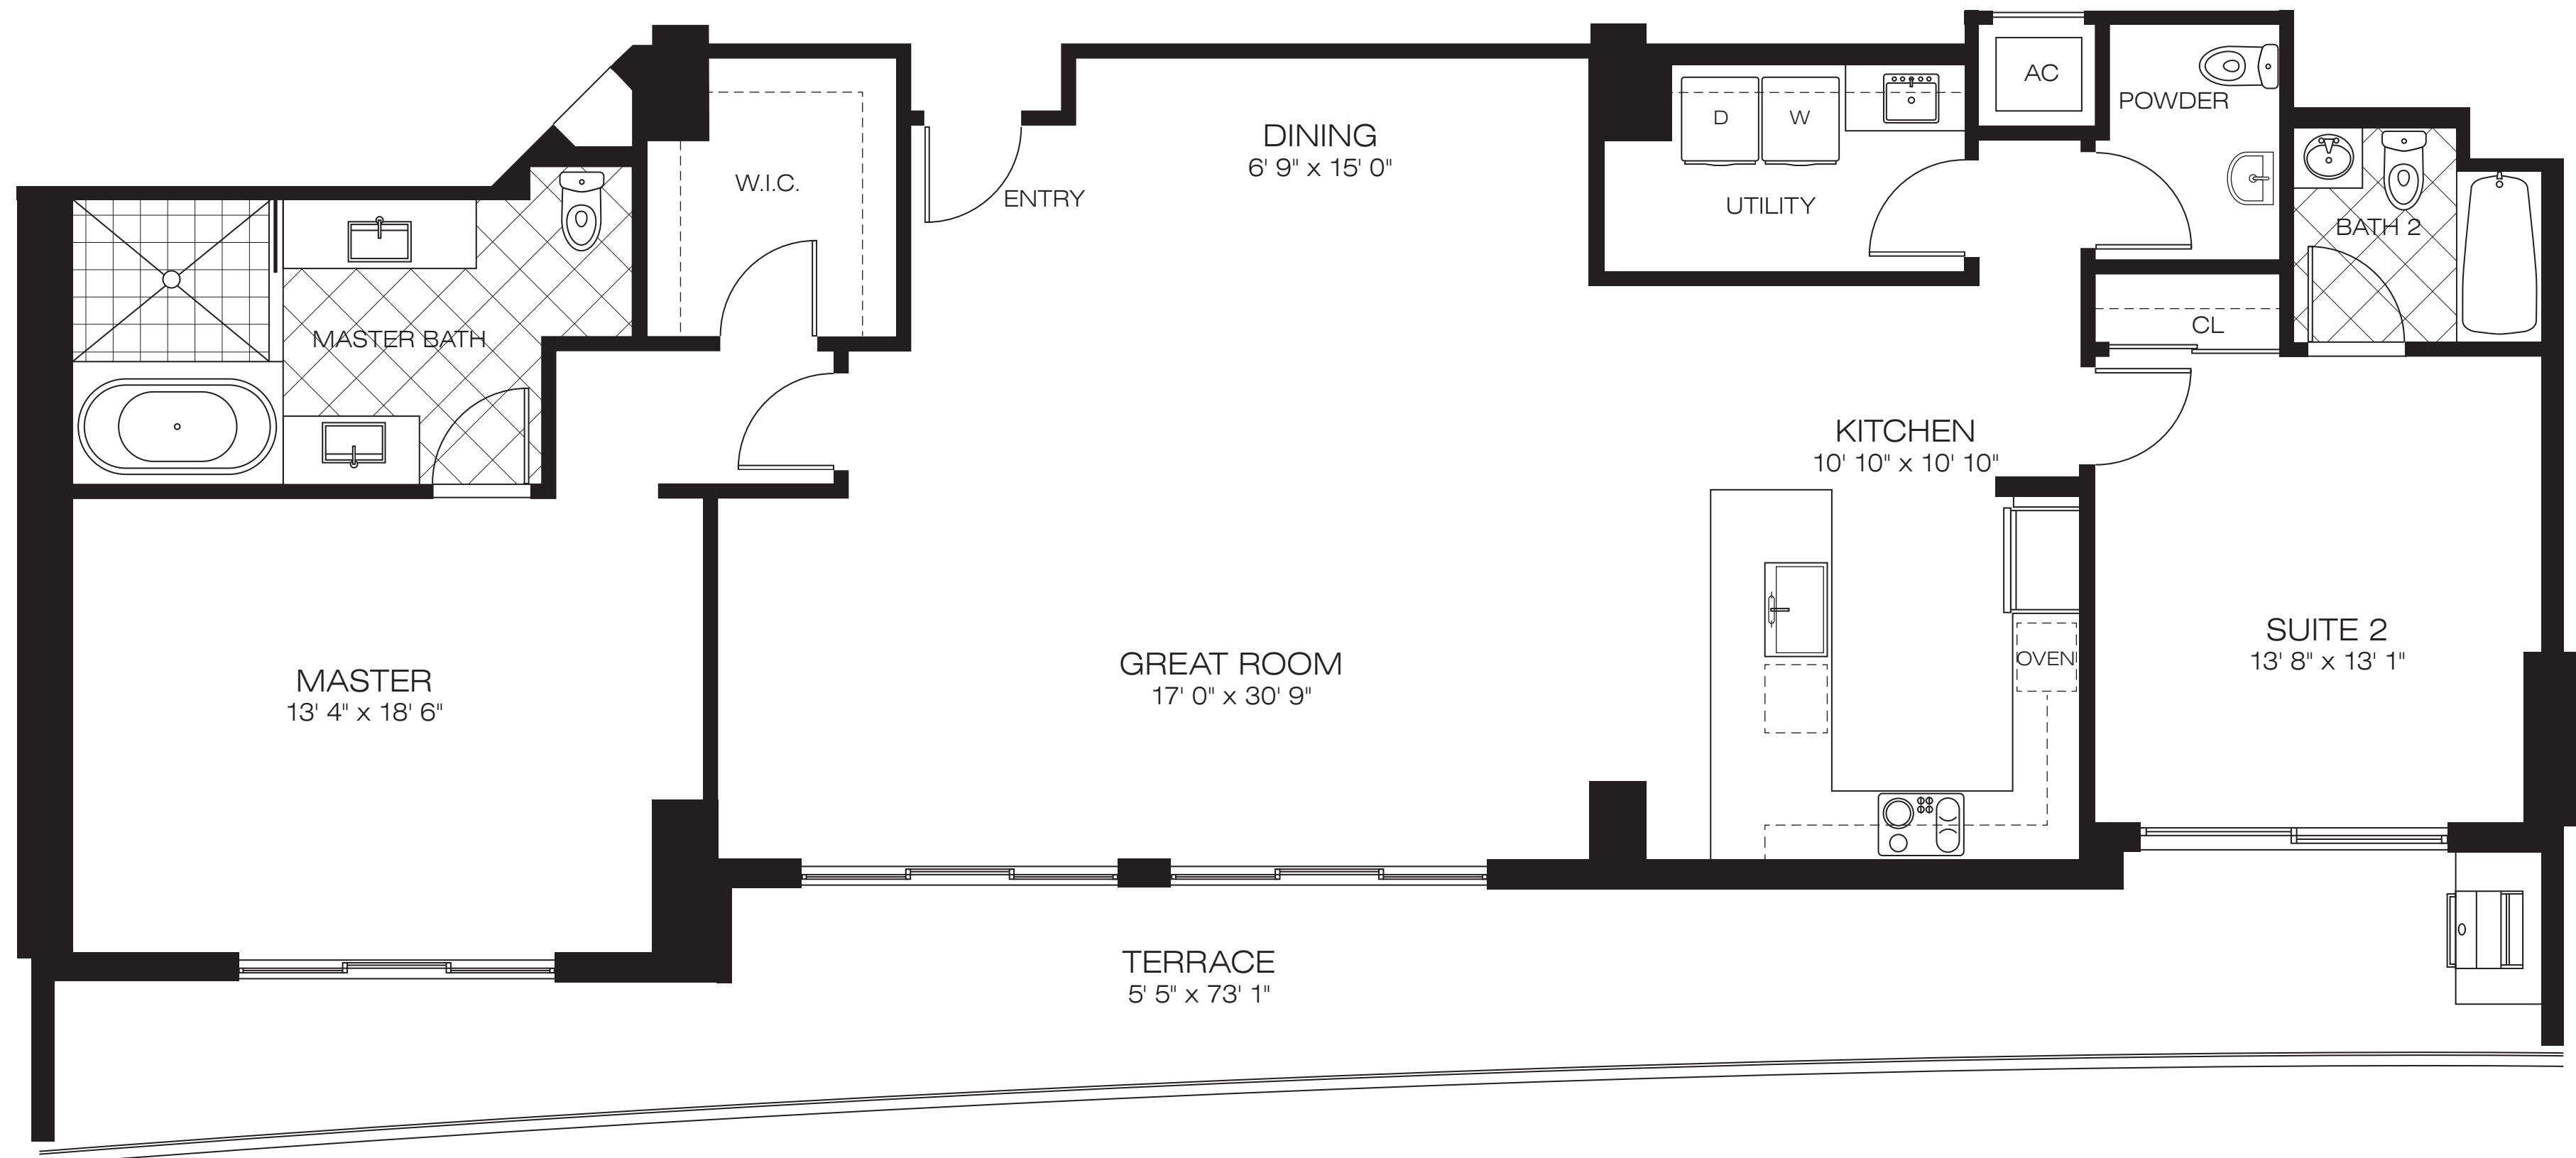 AC
POWDER
D
W
DINING
6' 9" x 15' 0"
W.I.C.
ENTRY
UTILITY
BATH 2
MASTER BATH
CL
KITCHEN
10' 10" x 10' 10"
SUITE 2
13' 8" x 13' 1"
OVEN
GREAT ROOM
17' 0" x 30' 9"
MASTER
13' 4" x 18' 6"
TERRACE
5' 5" x 73' 1"